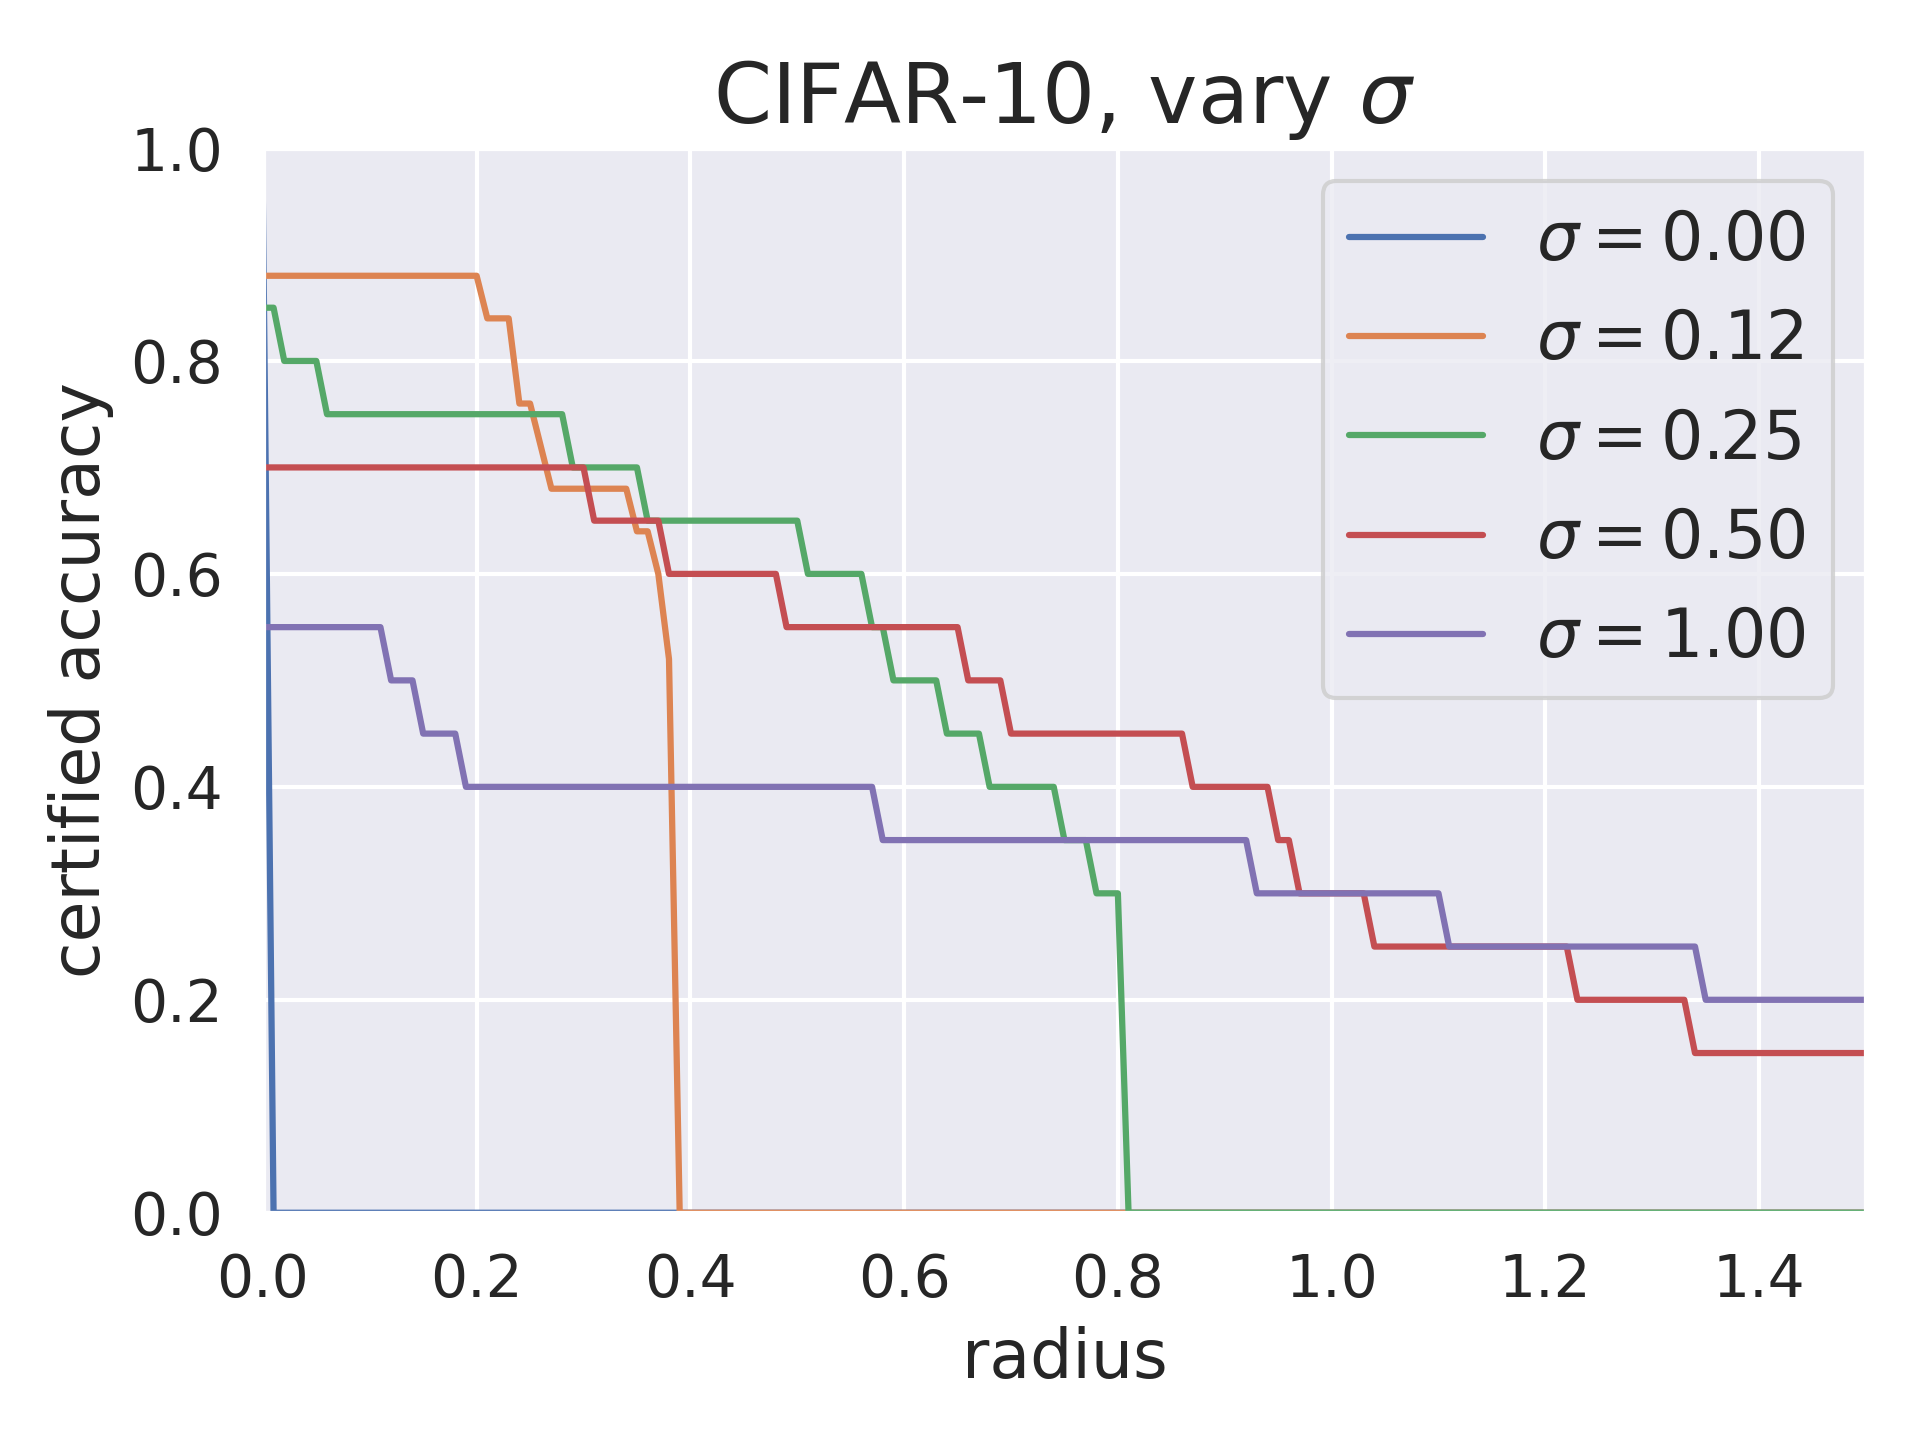 CIFAR-10, vary σ
1.0
0.8
0.6
0.4
0.2
0.0
certified accuracy
σ = 0.00
σ = 0.12
σ = 0.25
σ = 0.50
σ = 1.00
0.0 0.2 0.4 0.6 0.8 1.0 1.2 1.4
radius